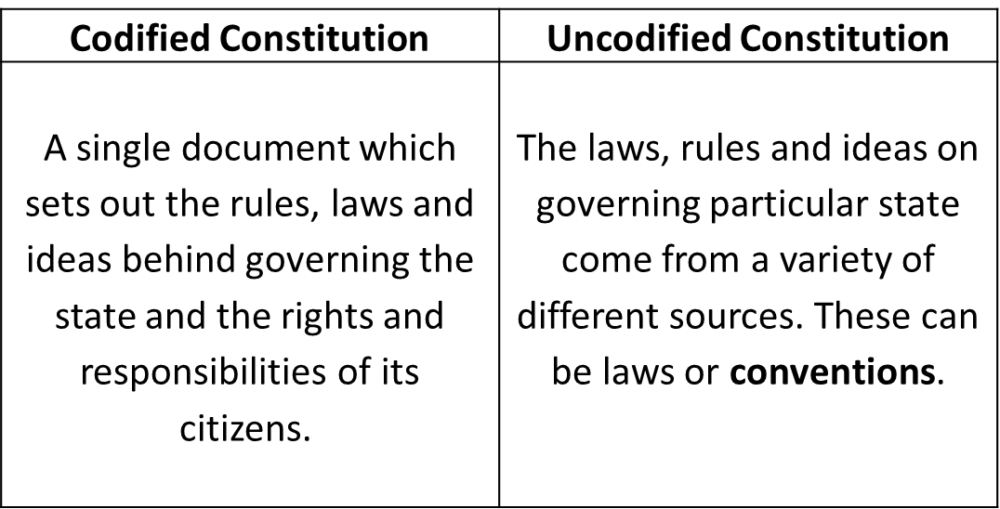 Codified Constitution
A single document which
sets out the rules, laws and
ideas behind governing the
state and the rights and
responsibilities of its
citizens.
Uncodified Constitution
The laws, rules and ideas on
governing particular state
come from a variety of
different sources. These can
be laws or conventions.